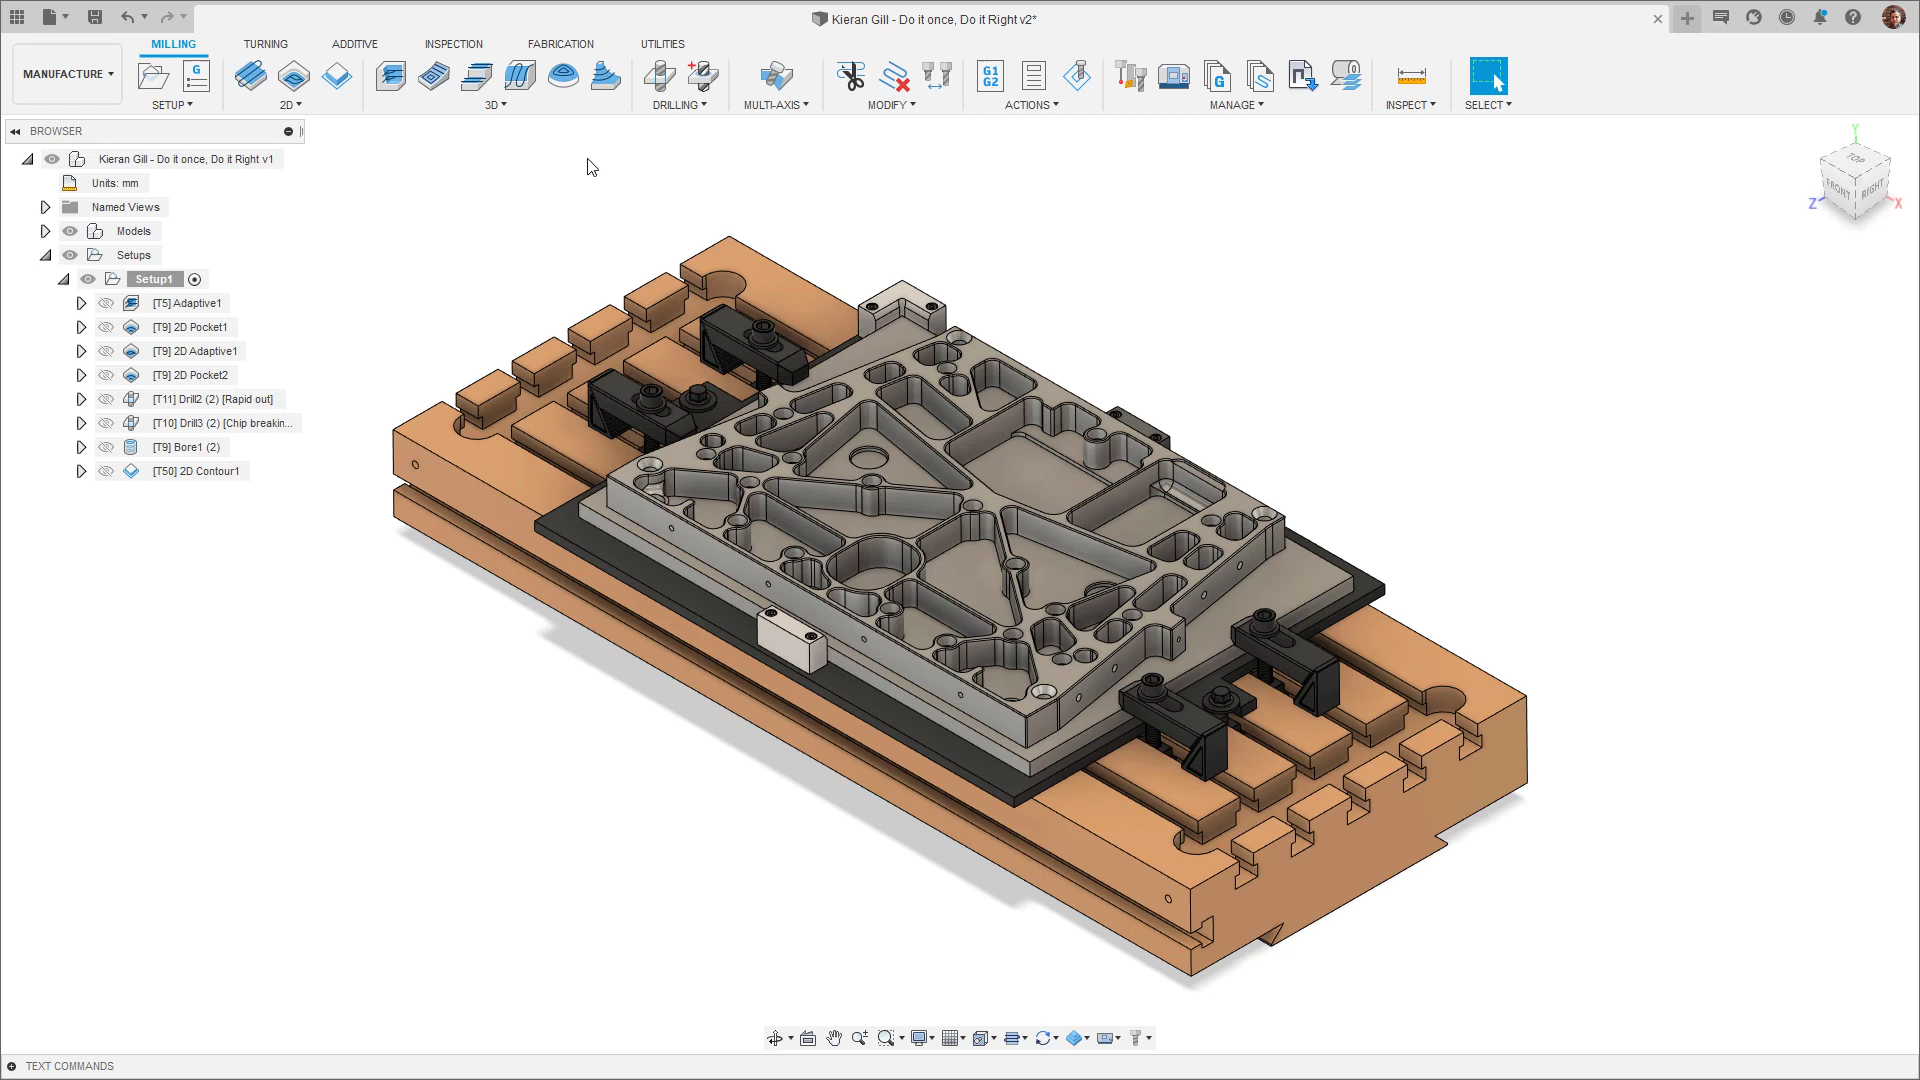 Kieran Gill - Do it once, Do it Right v2*
MILLING
TURNING
ADDITIVE
INSPECTION
FABRICATION
UTILITIES
MANUFACTURE
G
G1
G2
G
SETUP
2D
3D
DRILLING
MULTI-AXIS
MODIFY
ACTIONS
MANAGE
INSPECT
SELECT
BROWSER
Kieran Gill - Do it once, Do it Right v1
Units: mm
Named Views
Models
Setups
Setup1
[T5] Adaptive1
[T9] 2D Pocket1
[T9] 2D Adaptive1
[T9] 2D Pocket2
[T11] Drill2 (2) [Rapid out]
[T10] Drill3 (2) [Chip breakin...
[T9] Bore1 (2)
[T50] 2D Contour1
Y
TOP
FRONT
RIGHT
Z
X
TEXT COMMANDS